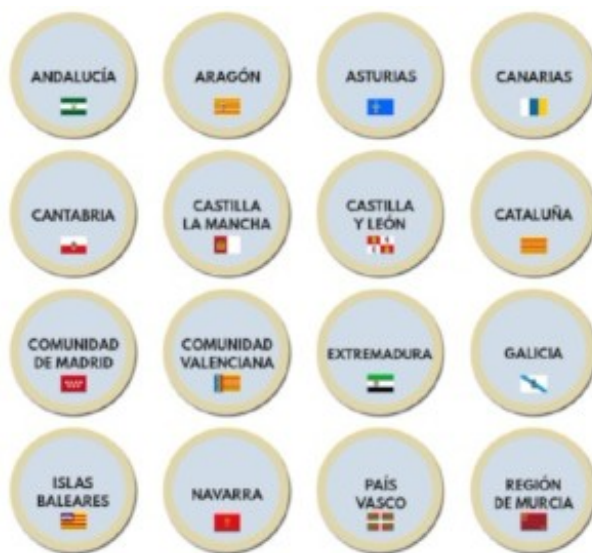 ANDALUCÍA
ARAGÓN
ASTURIAS
CANARIAS
CANTABRIA
CASTILLA
LA MANCHA
CASTILLA
Y LEÓN
CATALUÑA
COMUNIDAD
DE MADRID
COMUNIDAD
VALENCIANA
EXTREMADURA
GALICIA
ISLAS
BALEARES
NAVARRA
PAÍS
VASCO
REGIÓN
DE MURCIA